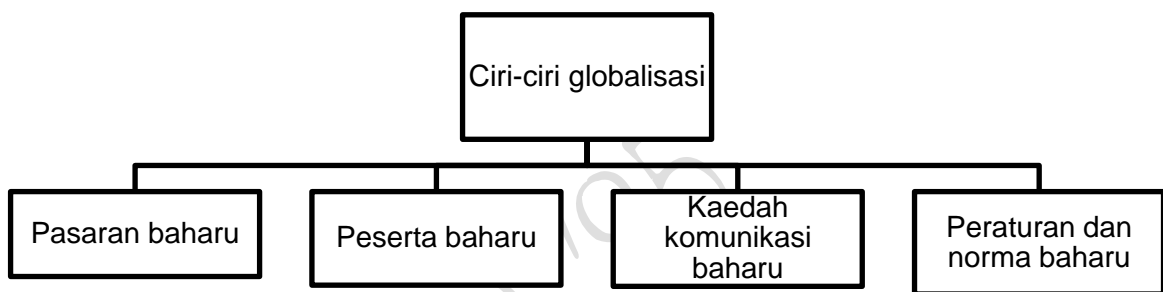 Ciri-ciri globalisasi
Pasaran baharu
Peserta baharu
Kaedah
komunikasi
baharu
Peraturan dan
norma baharu